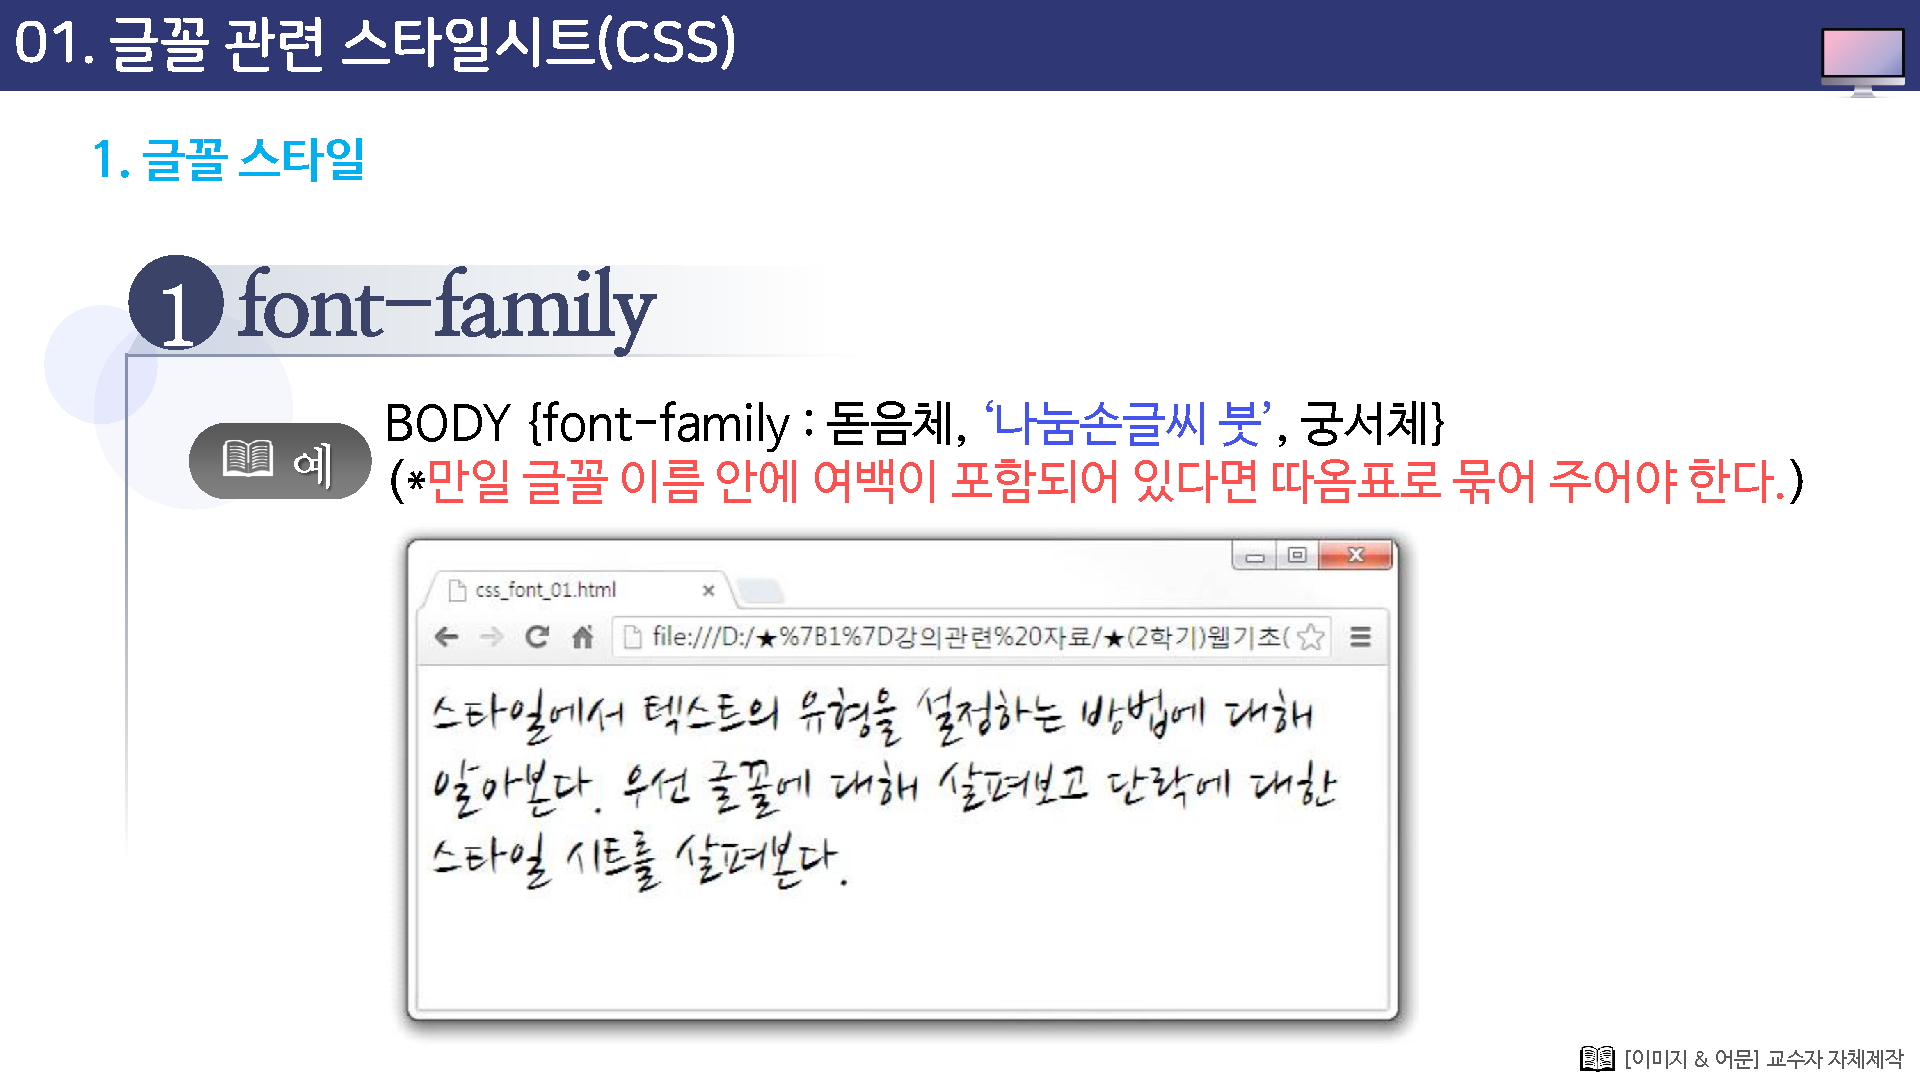 01. 글꼴 관련 스타일시트(CSS)
1. 글꼴 스타일
1 font-family
예
BODY {font-family : 돋음체, ‘나눔손글씨 붓’, 궁서체}
(*만일 글꼴 이름 안에 여백이 포함되어 있다면 따옴표로 묶어 주어야 한다.)
css_font_01.html
file:///D:/★%7B1%7D강의관련%20자료/★(2학기)웹기초(
스타일에서 텍스트의 유형을 설정하는 방법에 대해
알아본다. 우선 글꼴에 대해 살펴보고 단락에 대한
스타일 시트를 살펴본다.
[이미지 & 어문] 교수자 자체제작